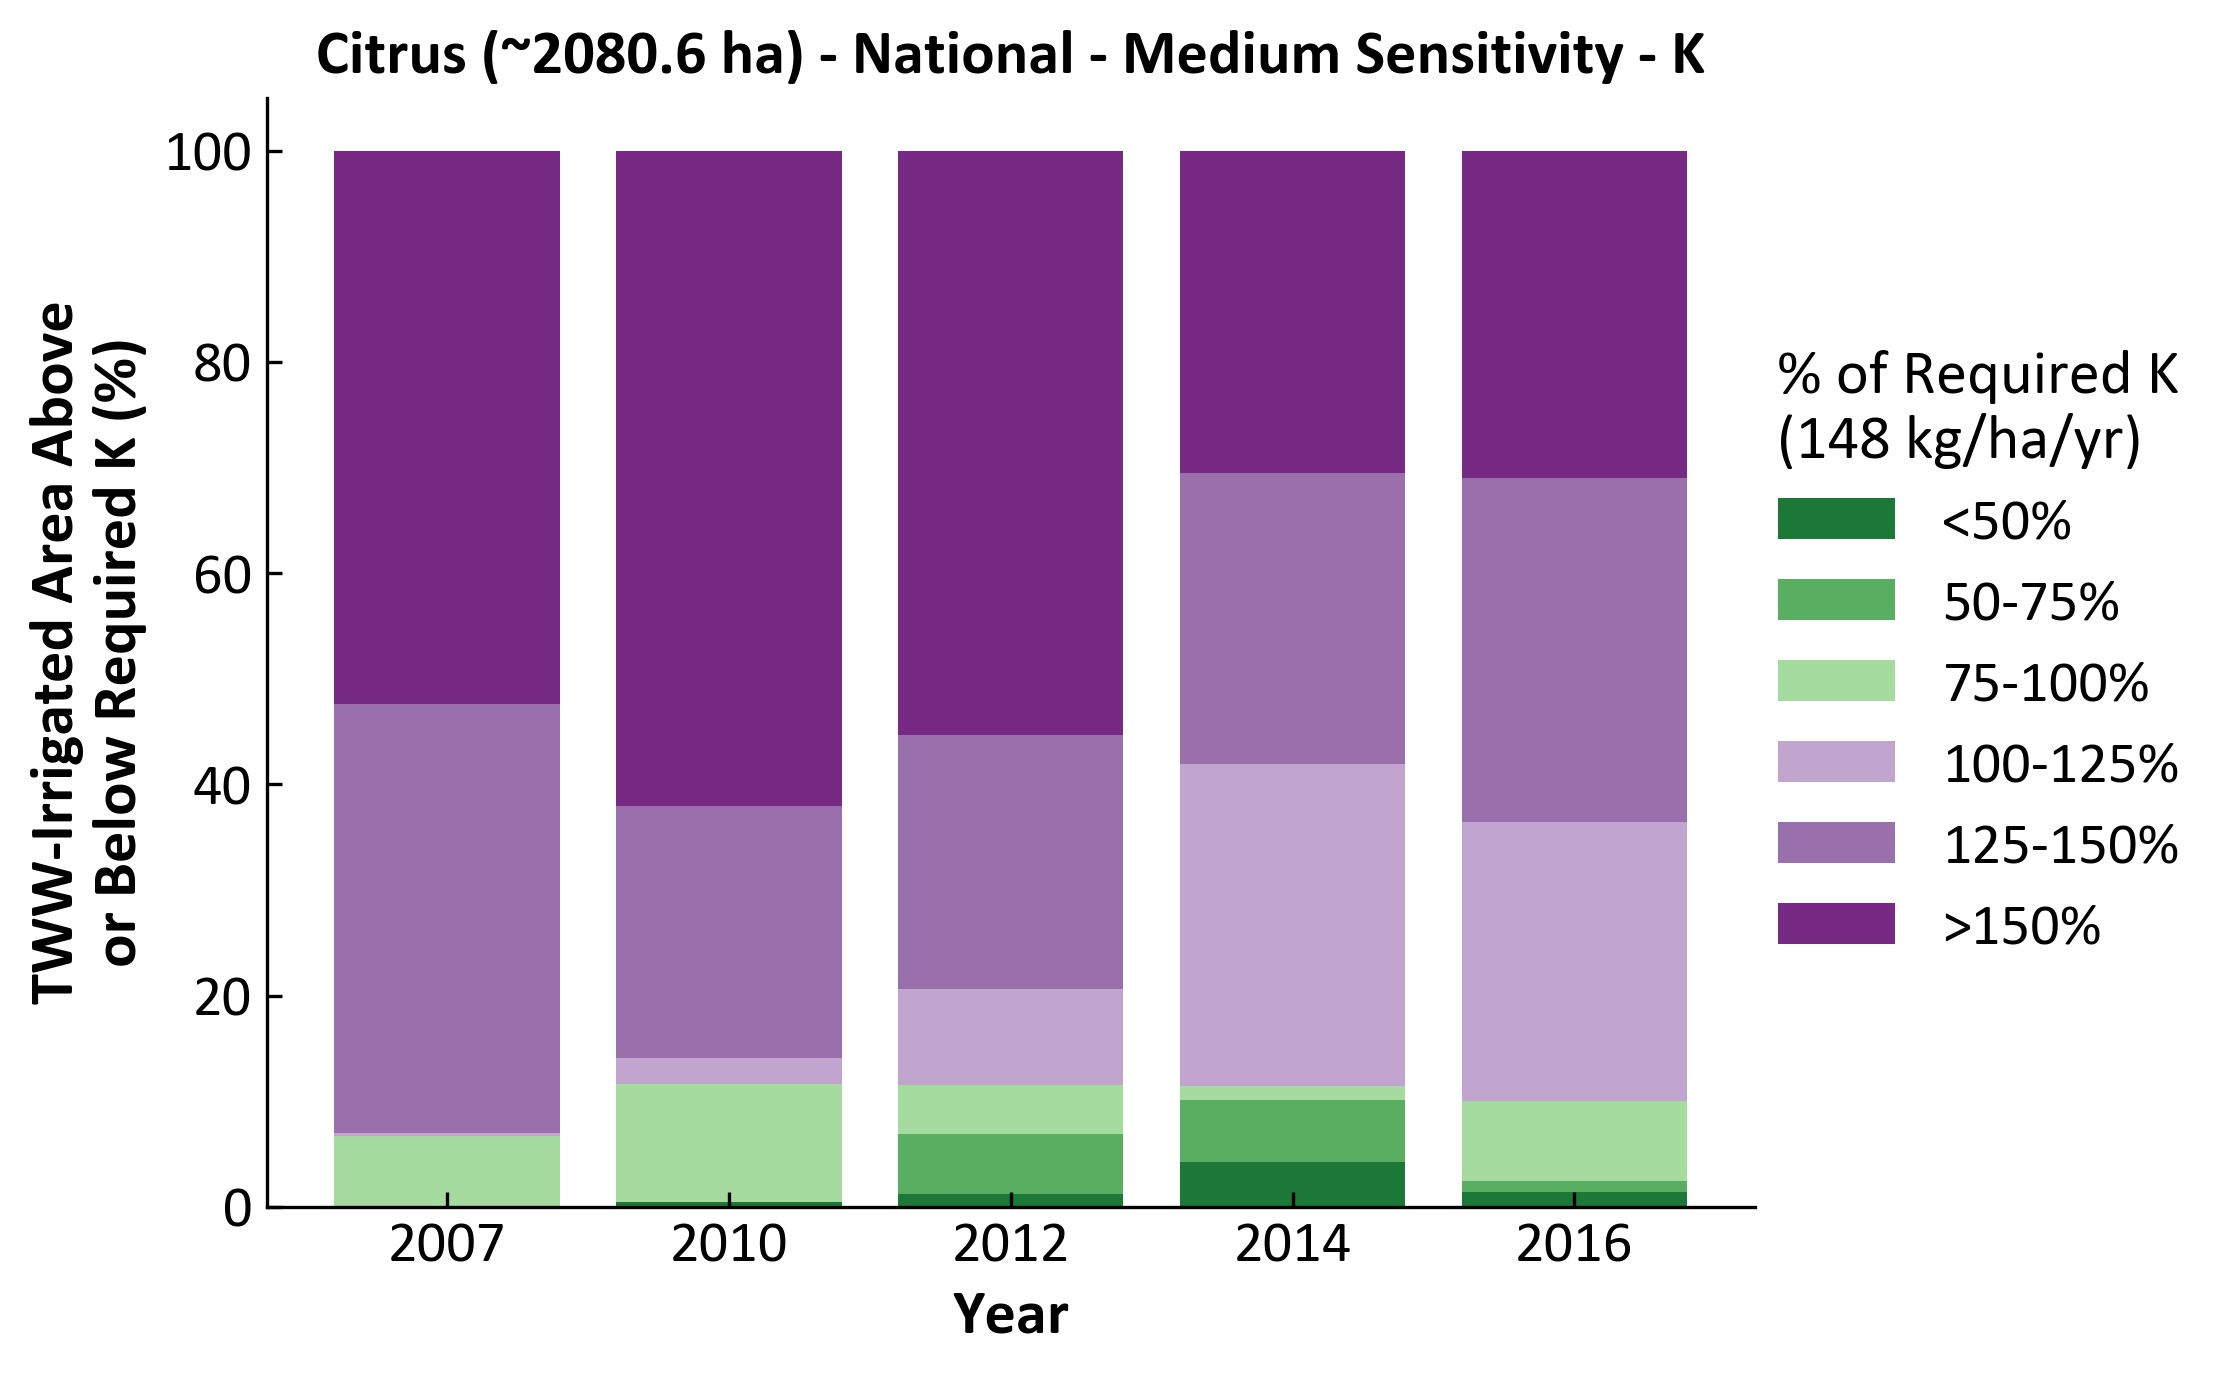 Citrus (~2080.6 ha) - National - Medium Sensitivity - K
TWW-Irrigated Area Above
or Below Required K (%)
100
80
60
40
20
0
2007
2010
2012
2014
2016
Year
% of Required K
(148 kg/ha/yr)
<50%
50-75%
75-100%
100-125%
125-150%
>150%